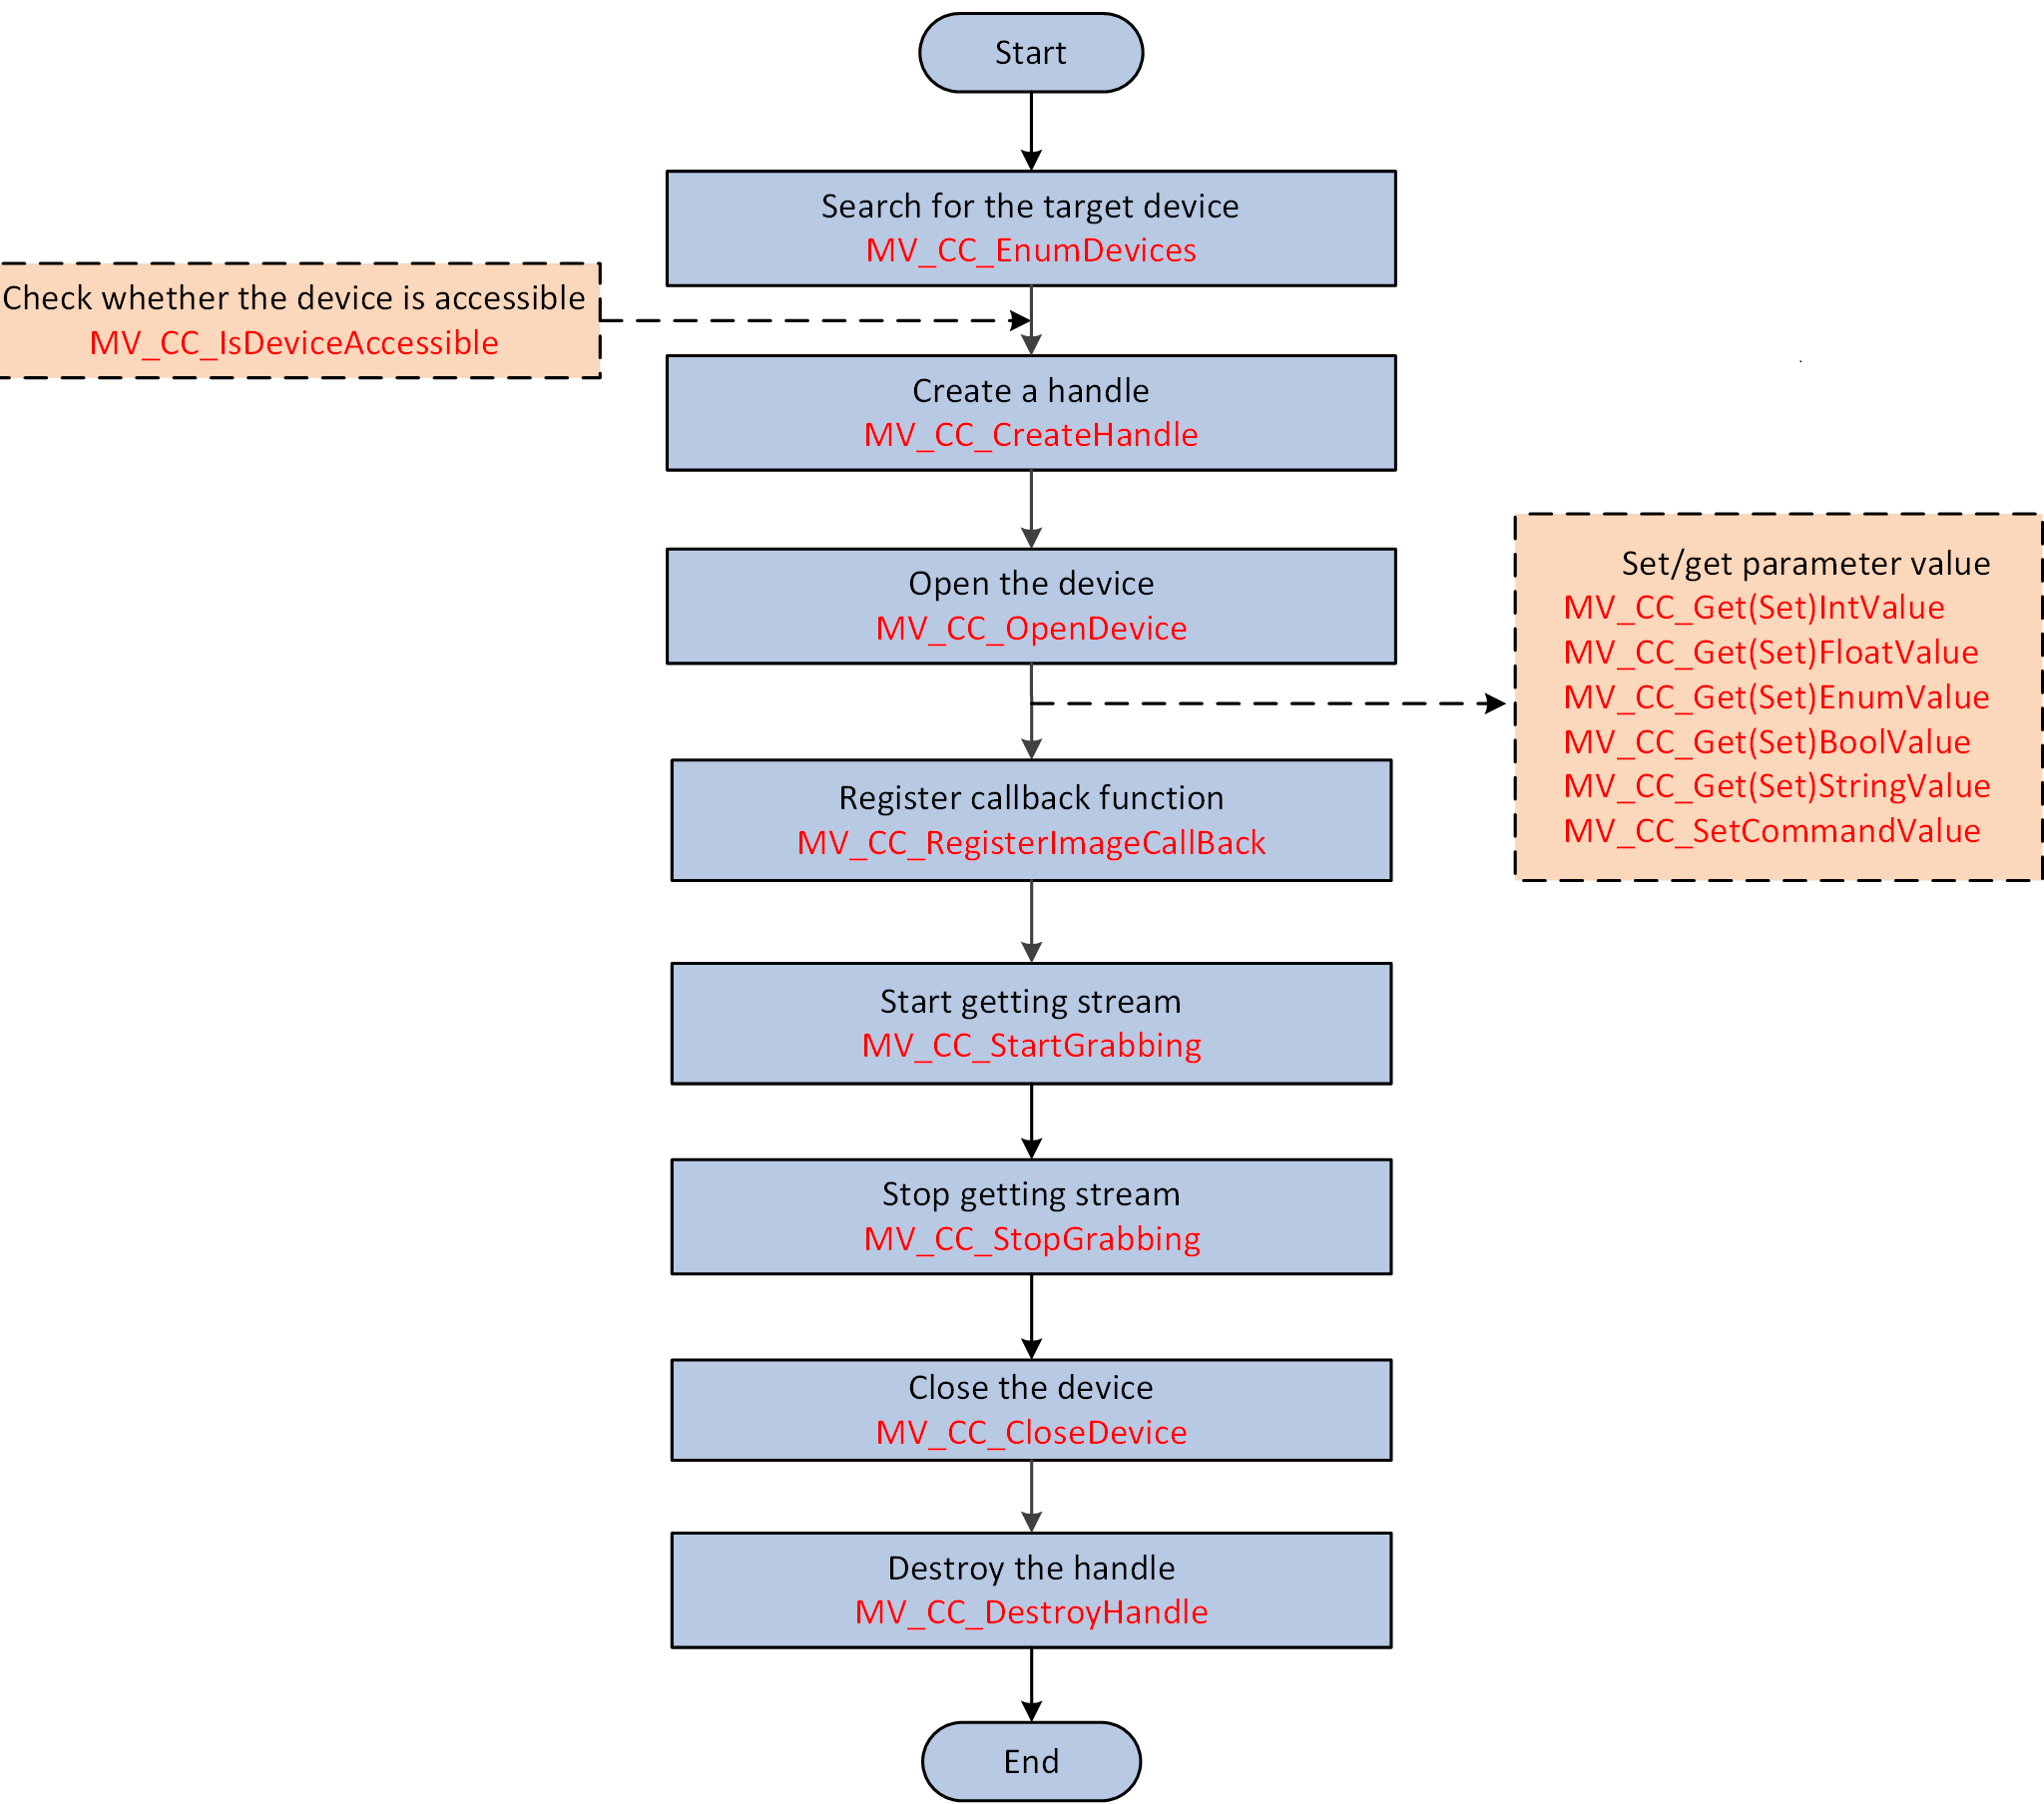 Start
Search for the target device
MV_CC_EnumDevices
Check whether the device is accessible
MV_CC_IsDeviceAccessible
Create a handle
MV_CC_CreateHandle
Open the device
MV_CC_OpenDevice
Set/get parameter value
MV_CC_Get(Set)IntValue
MV_CC_Get(Set)FloatValue
MV_CC_Get(Set)EnumValue
MV_CC_Get(Set)BoolValue
MV_CC_Get(Set)StringValue
MV_CC_SetCommandValue
Register callback function
MV_CC_RegisterImageCallBack
Start getting stream
MV_CC_StartGrabbing
Stop getting stream
MV_CC_StopGrabbing
Close the device
MV_CC_CloseDevice
Destroy the handle
MV_CC_DestroyHandle
End